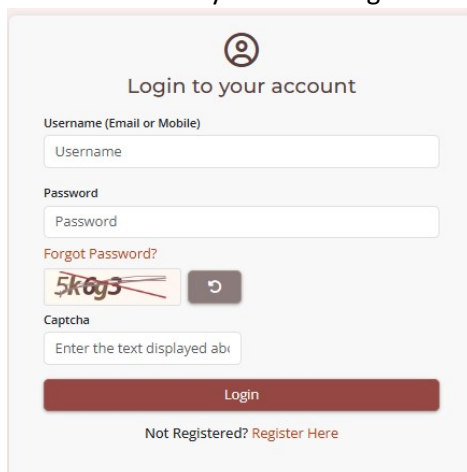 Login to your account
Username (Email or Mobile)
Username
Password
Password
Forgot Password?
5k6g3
Captcha
Enter the text displayed abo
Login
Not Registered? Register Here